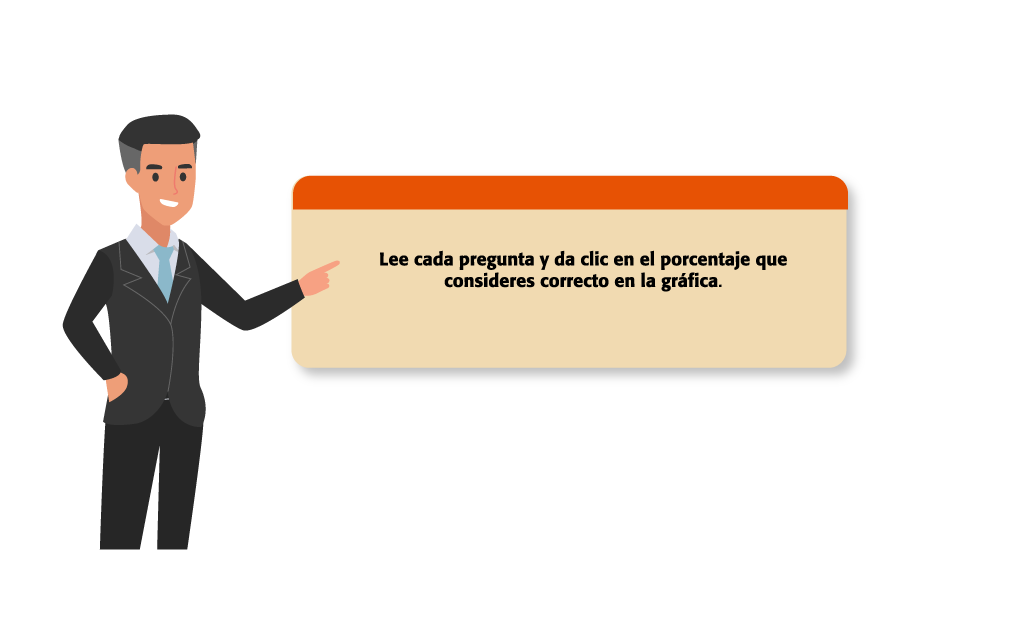 Lee cada pregunta y da clic en el porcentaje que
consideres correcto en la gráfica.